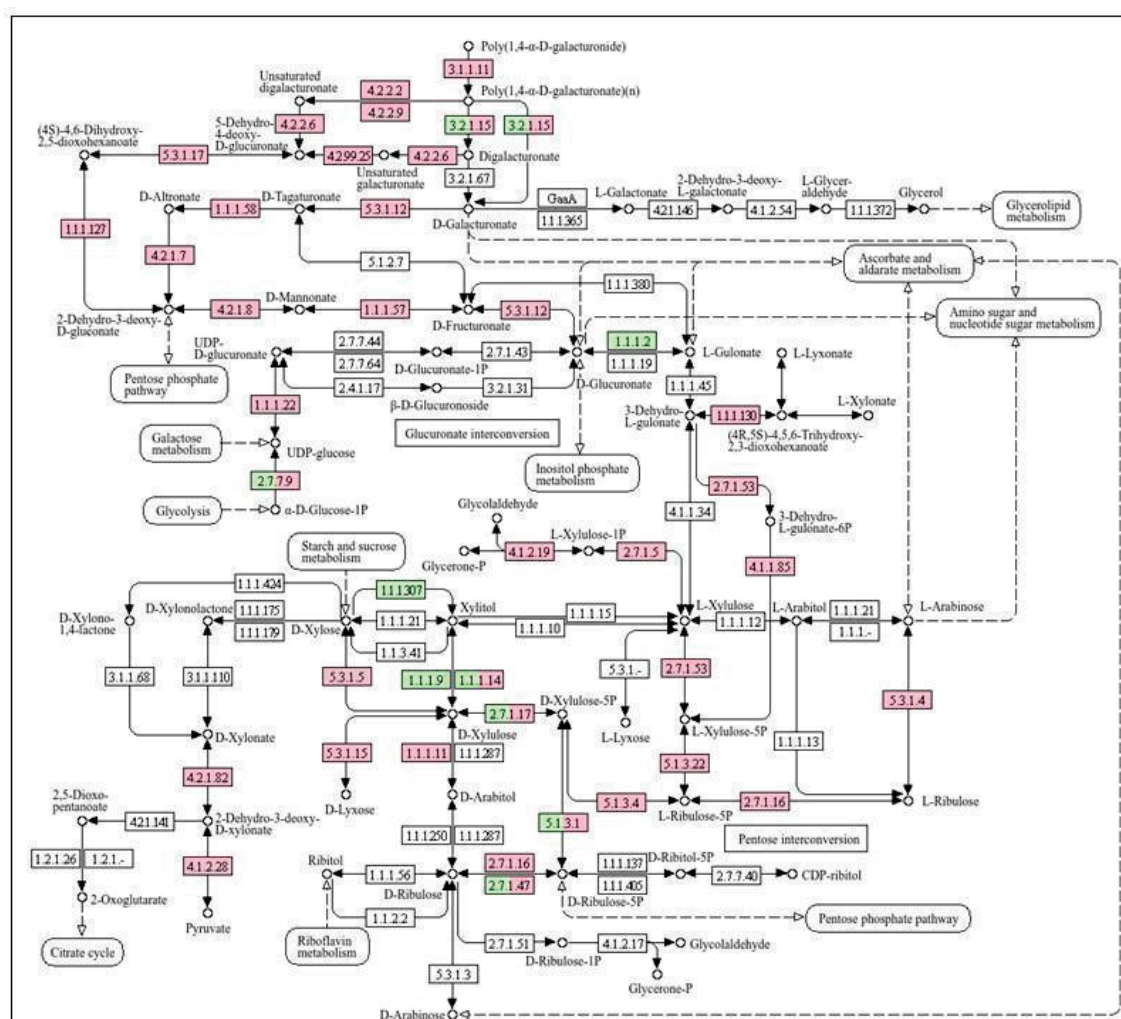 Poly(1,4-α-D-galacturonide)
3.1.1.11
Unsaturated
digalacturonate
4.2.2.2
Poly(1,4-α-D-galacturonate)(n)
4.2.2.9
(4S)-4,6-Dihydroxy-
2,5-dioxohexanoate
5-Dehydro-
4-deoxy-
D-glucuronate
4.2.2.6
3.2.1.15
3.2.1.15
5.3.1.17
4.2.99.25
4.2.2.6
Digalacturonate
Unsaturated
galacturonate
3.2.1.67
D-Altronate
D-Tagaturonate
1.1.1.58
5.3.1.12
D-Galacturonate
GaaA
1.1.1.365
L-Galactonate
4.2.1.146
2-Dehydro-3-deoxy-
L-galactonate
4.1.2.54
L-Glycer-
aldehyde
1.1.1.372
Glycerol
Glycerolipid
metabolism
1.1.1.127
4.2.1.7
5.1.2.7
Ascorbate and
aldarate metabolism
1.1.1.380
D-Mannonate
4.2.1.8
1.1.1.57
5.3.1.12
2-Dehydro-3-deoxy-
D-gluconate
D-Fructuronate
Amino sugar and
nucleotide sugar metabolism
UDP-
D-glucuronate
2.7.7.44
2.7.7.64
D-Glucuronate-1P
2.7.1.43
1.1.1.2
1.1.1.19
L-Gulonate
L-Lyxonate
D-Glucuronate
Pentose phosphate
pathway
2.4.1.17
3.2.1.31
β-D-Glucuronoside
1.1.1.45
L-Xylonate
1.1.1.22
3-Dehydro-
L-gulonate
1.1.1.130
(4R,5S)-4,5,6-Trihydroxy-
2,3-dioxohexanoate
Galactose
metabolism
Glucuronate interconversion
UDP-glucose
Inositol phosphate
metabolism
2.7.7.9
2.7.1.53
Glycolysis
α-D-Glucose-1P
Glycolaldehyde
4.1.1.34
3-Dehydro-
L-gulonate-6P
L-Xylulose-1P
Starch and sucrose
metabolism
Glycerone-P
4.1.2.19
2.7.1.5
4.1.1.85
1.1.1.424
1.1.1.307
D-Xylono-
1,4-lactone
D-Xylonolactone
1.1.1.175
1.1.1.179
D-Xylose
1.1.1.21
Xylitol
1.1.1.15
1.1.1.10
L-Xylulose
1.1.1.12
L-Arabitol
1.1.1.21
1.1.1.-
L-Arabinose
1.1.3.41
3.1.1.68
3.1.1.110
5.3.1.5
1.1.1.9
1.1.1.14
5.3.1.-
2.7.1.53
5.3.1.4
D-Xylulose-5P
2.7.1.17
D-Xylonate
D-Xylulose
L-Lyxose
L-Xylulose-5P
1.1.1.13
5.3.1.15
1.1.1.11
1.1.1.287
4.2.1.82
5.1.3.22
2,5-Dioxo-
pentanoate
D-Lyxose
D-Arabitol
5.1.3.4
2.7.1.16
L-Ribulose
L-Ribulose-5P
4.2.1.141
2-Dehydro-3-deoxy-
D-xylonate
1.1.1.250
1.1.1.287
5.1.3.1
Pentose interconversion
1.2.1.26
1.2.1.-
4.1.2.28
Ribitol
1.1.1.56
D-Ribulose
2.7.1.16
2.7.1.47
1.1.1.137
1.1.1.405
D-Ribitol-5P
2.7.7.40
CDP-ribitol
D-Ribulose-5P
2-Oxoglutarate
Pyruvate
1.1.2.2
Pentose phosphate pathway
Citrate cycle
Riboflavin
metabolism
2.7.1.51
4.1.2.17
Glycolaldehyde
D-Ribulose-1P
5.3.1.3
Glycerone-P
D-Arabinose